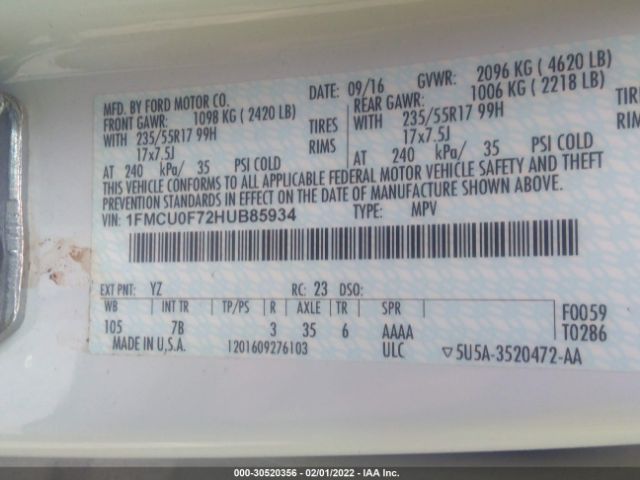 MFD. BY FORD MOTOR CO.
DATE: 09/16 GVWR: 2096 KG ( 4620 LB)
FRONT GAWR: 1098 KG ( 2420 LB)
REAR GAWR: 1006 KG ( 2218 LB)
WITH 235/55R17 99H TIRES
WITH 235/55R17 99H TIRE
17x7.5J RIMS
17x7.5J RIMS
AT 240 kPa/ 35 PSI COLD
AT 240 kPa/ 35 PSI COLD
THIS VEHICLE CONFORMS TO ALL APPLICABLE FEDERAL MOTOR VEHICLE SAFETY AND THEFT
PREVENTION STANDARDS IN EFFECT ON THE DATE OF MANUFACTURE SHOWN ABOVE.
VIN: 1FMCU0F72HUB85934 TYPE: MPV
EXT PNT: YZ RC: 23 DSO:
WB INT TR TP/PS R AXLE TR SPR
F0059
105 7B 3 35 6 AAAA
T0286
MADE IN U.S.A. 1201609276103 ULC
▽5U5A-3520472-AA
000-30520356 - 02/01/2022 - IAA Inc.